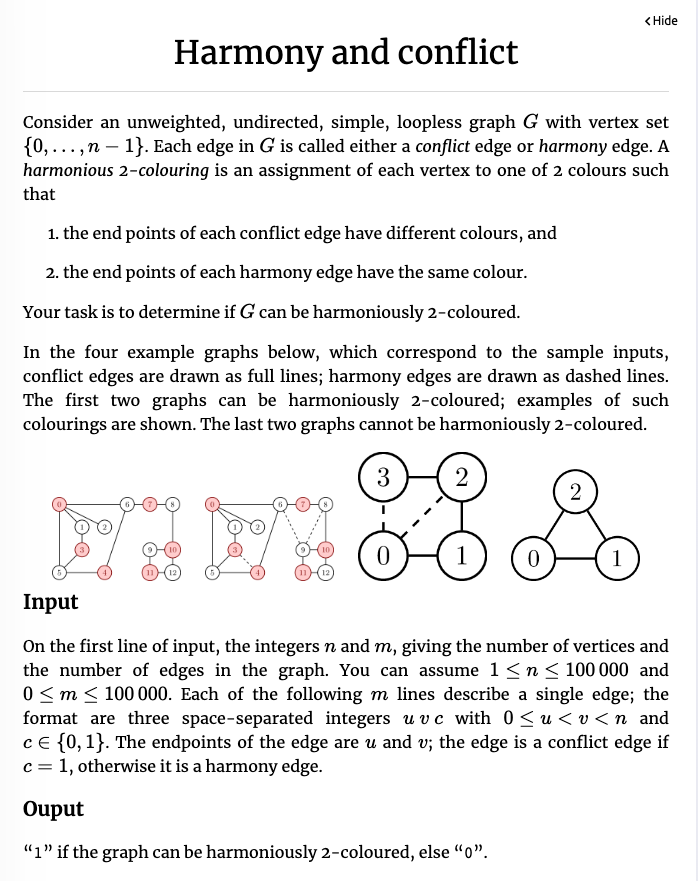 Hide
Harmony and conflict
Consider an unweighted, undirected, simple, loopless graph G with vertex set
{0, . . . , n − 1}. Each edge in G is called either a conflict edge or harmony edge. A
harmonious 2-colouring is an assignment of each vertex to one of 2 colours such
that
1. the end points of each conflict edge have different colours, and
2. the end points of each harmony edge have the same colour.
Your task is to determine if G can be harmoniously 2-coloured.
In the four example graphs below, which correspond to the sample inputs,
conflict edges are drawn as full lines; harmony edges are drawn as dashed lines.
The first two graphs can be harmoniously 2-coloured; examples of such
colourings are shown. The last two graphs cannot be harmoniously 2-coloured.
0 6 7 8
1 2
3 9 10
5 4 11 12
0 6 7 8
1 2
3 9 10
5 4 11 12
3 2
0 1
2
0 1
Input
On the first line of input, the integers n and m, giving the number of vertices and
the number of edges in the graph. You can assume 1 ≤ n ≤ 100 000 and
0 ≤ m ≤ 100 000. Each of the following m lines describe a single edge; the
format are three space-separated integers u v c with 0 ≤ u < v < n and
c ∈ {0, 1}. The endpoints of the edge are u and v; the edge is a conflict edge if
c = 1, otherwise it is a harmony edge.
Ouput
“1” if the graph can be harmoniously 2-coloured, else “0”.